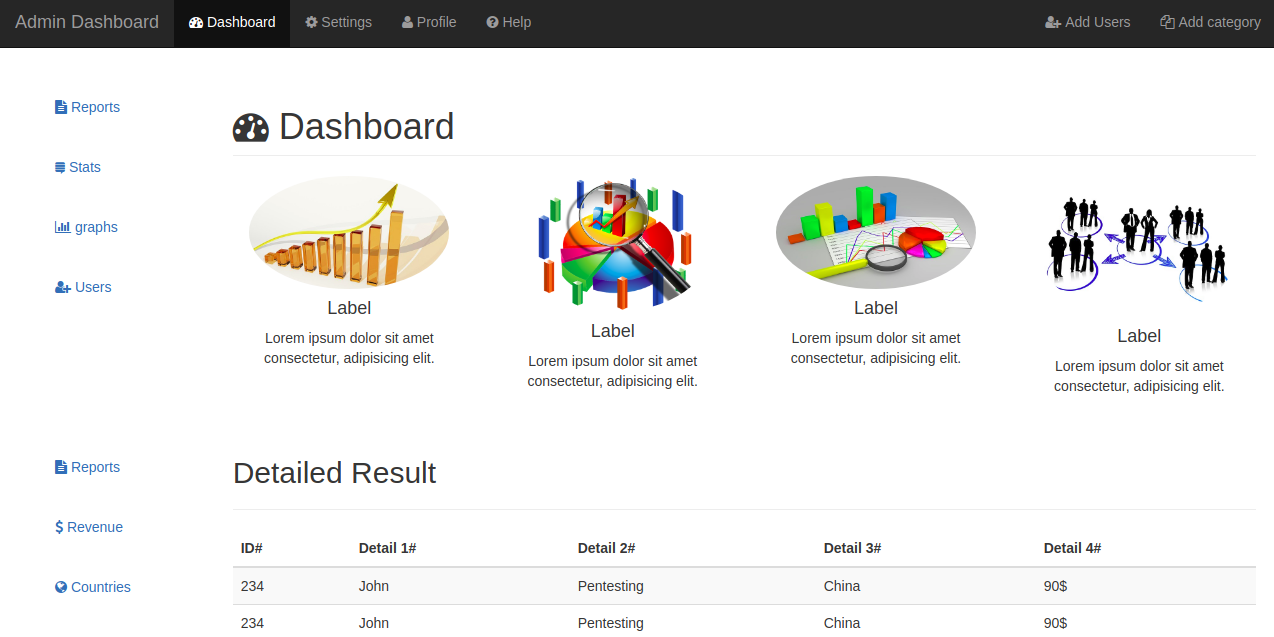 Admin Dashboard Dashboard Settings Profile Help Add Users Add category
Reports
Stats
graphs
Users
Dashboard
Label
Lorem ipsum dolor sit amet
consectetur, adipisicing elit.
Label
Lorem ipsum dolor sit amet
consectetur, adipisicing elit.
Label
Lorem ipsum dolor sit amet
consectetur, adipisicing elit.
Label
Lorem ipsum dolor sit amet
consectetur, adipisicing elit.
Reports
Revenue
Countries
Detailed Result
ID# Detail 1# Detail 2# Detail 3# Detail 4#
234 John Pentesting China 90$
234 John Pentesting China 90$